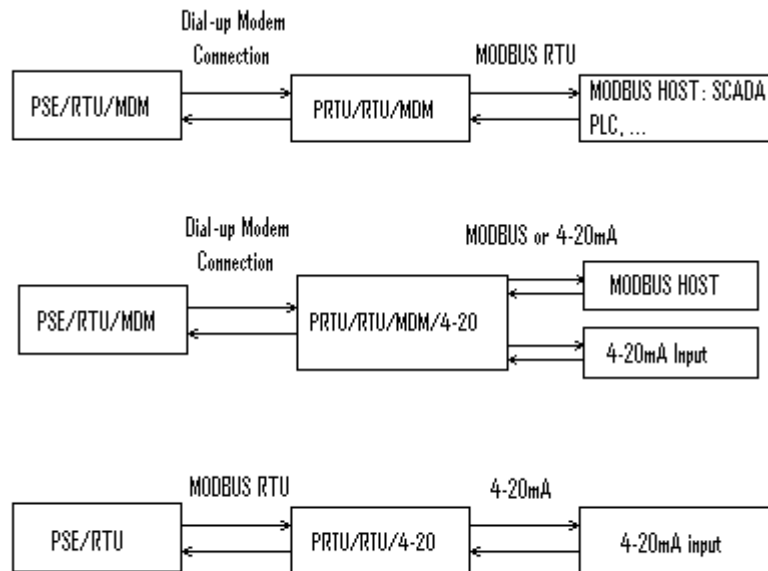 Dial-up Modem
Connection
MODBUS RTU
PSE/RTU/MDM
PRTU/RTU/MDM
MODBUS HOST: SCADA
PLC, ...
Dial-up Modem
Connection
MODBUS or 4-20mA
PSE/RTU/MDM
PRTU/RTU/MDM/4-20
MODBUS HOST
4-20mA Input
MODBUS RTU
4-20mA
PSE/RTU
PRTU/RTU/4-20
4-20mA input